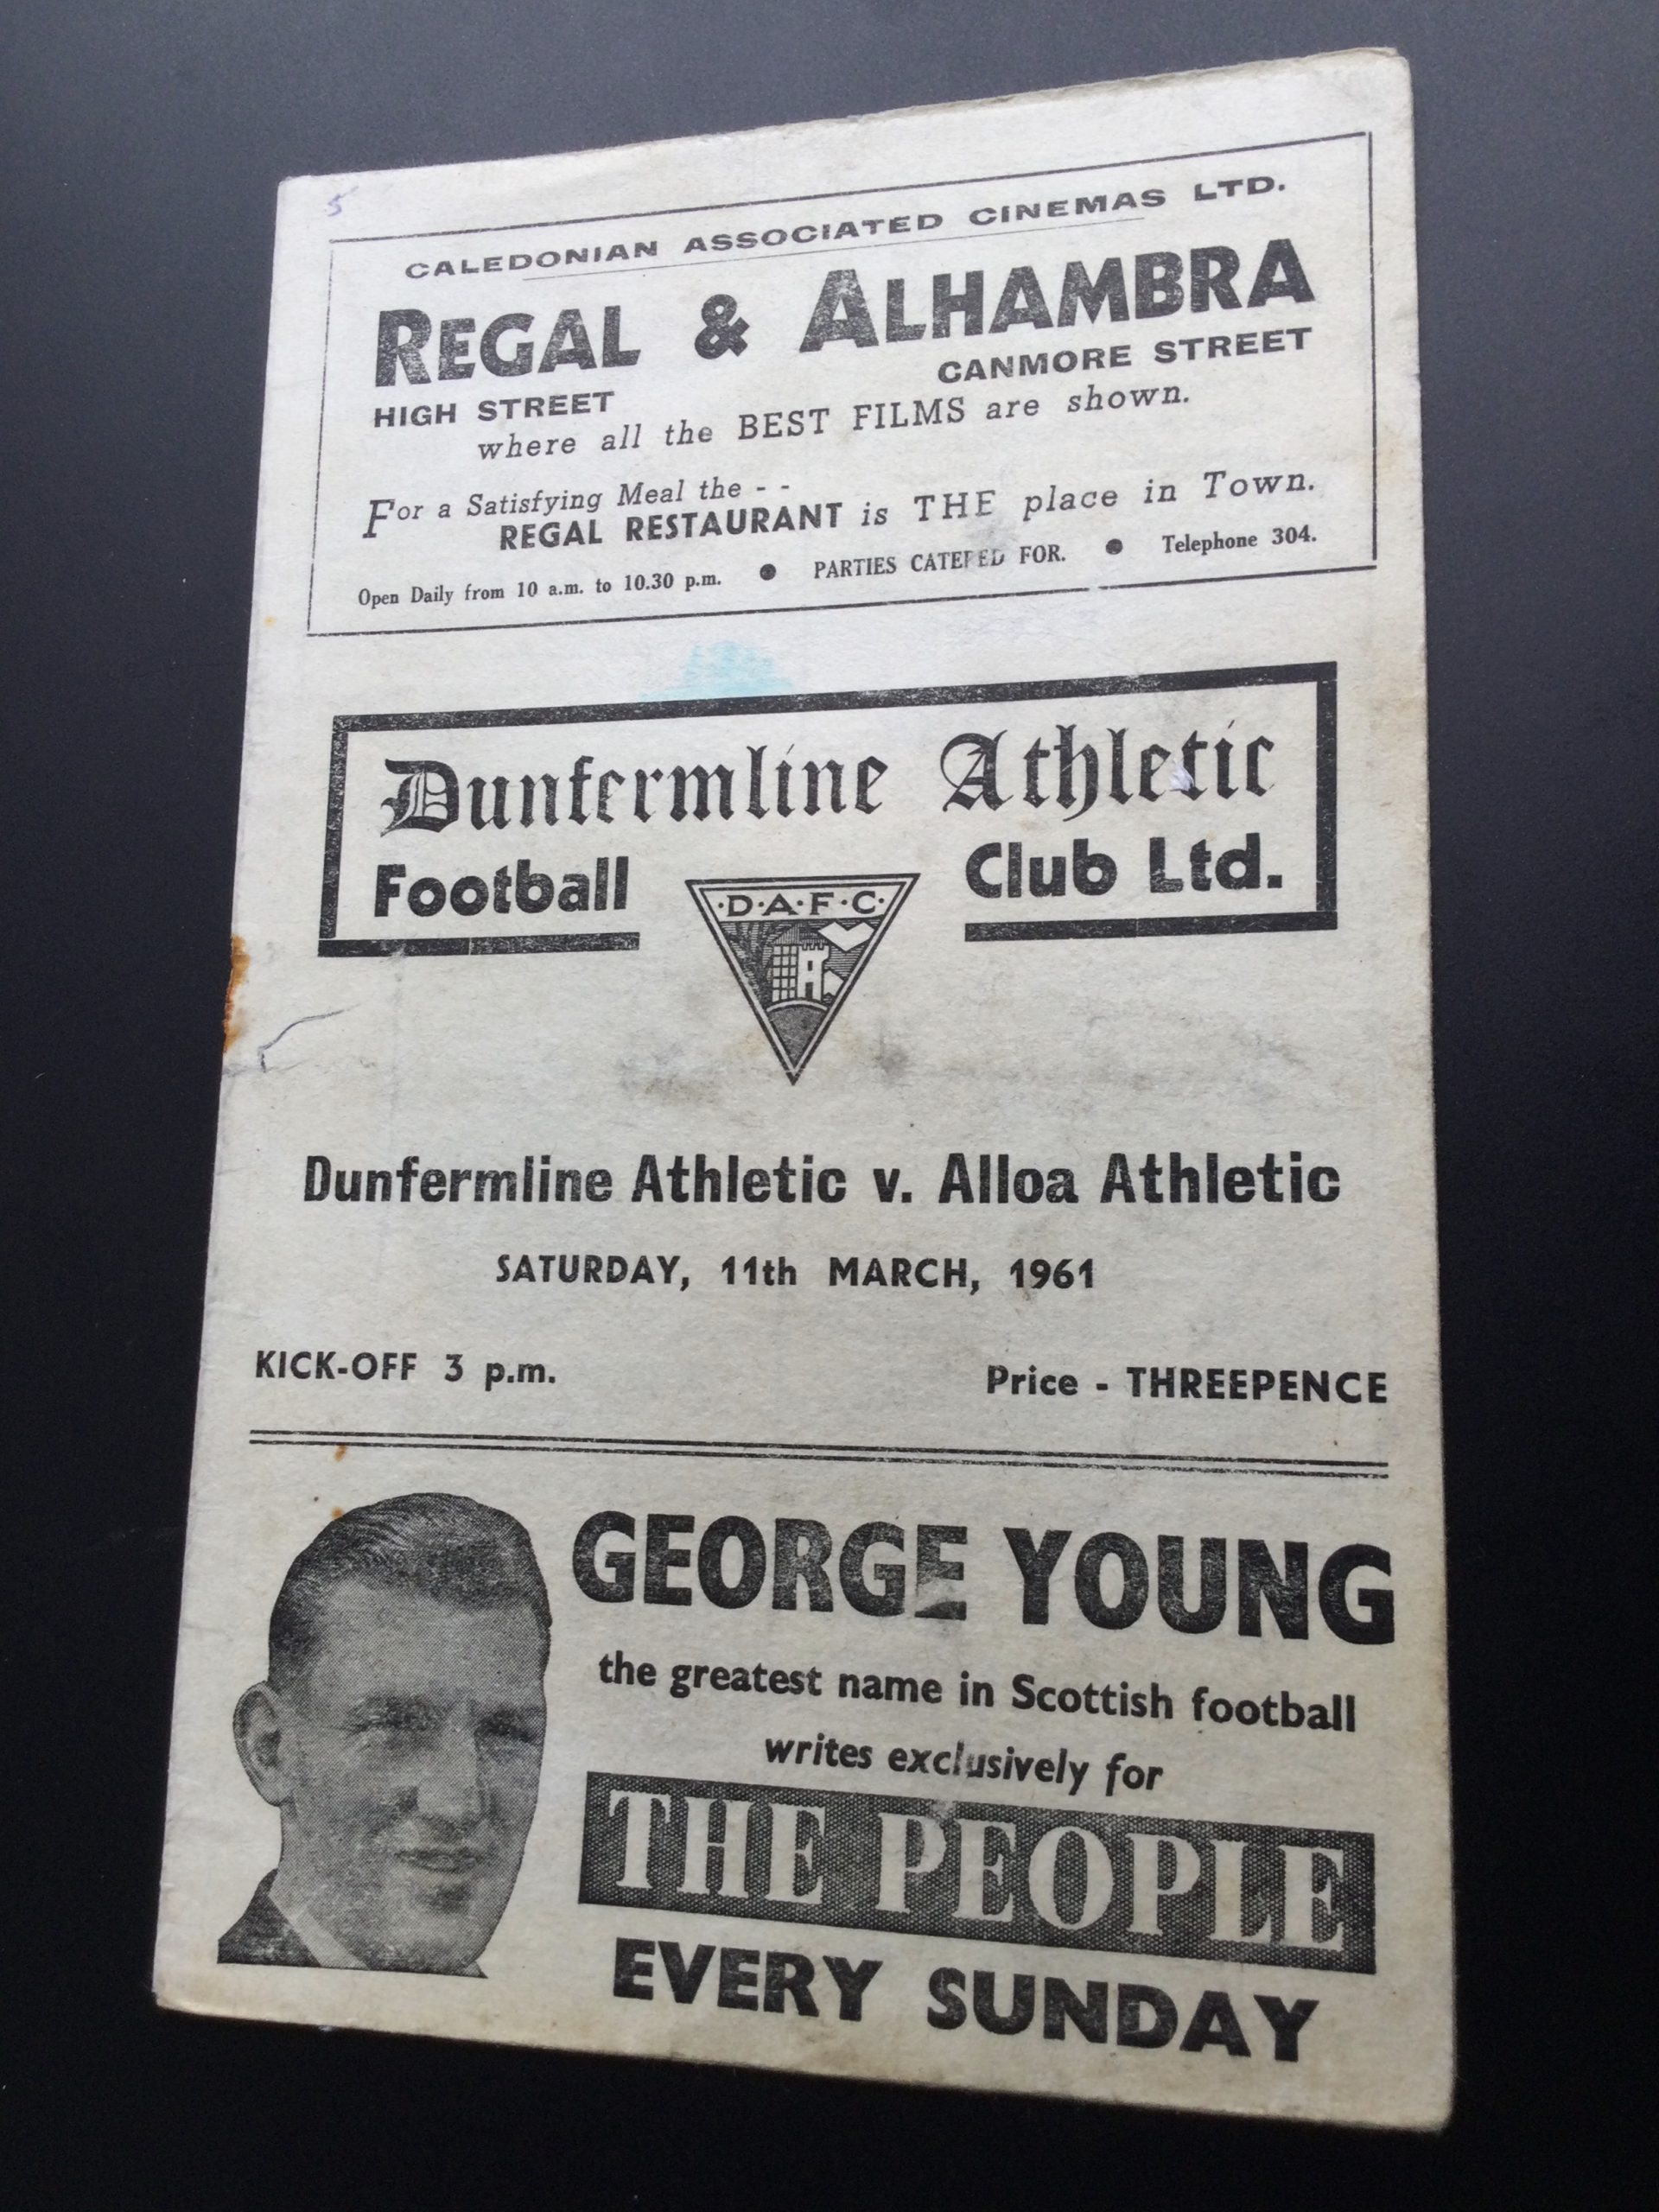 5
CALEDONIAN ASSOCIATED CINEMAS LTD.
REGAL & ALHAMBRA
HIGH STREET CANMORE STREET
where all the BEST FILMS are shown.
For a Satisfying Meal the - -
REGAL RESTAURANT is THE place in Town.
Open Daily from 10 a.m. to 10.30 p.m. ● PARTIES CATERED FOR. ● Telephone 304.
Dunfermline Athletic
Football Club Ltd.
·D·A·F·C·
Dunfermline Athletic v. Alloa Athletic
SATURDAY, 11th MARCH, 1961
KICK-OFF 3 p.m. Price - THREEPENCE
GEORGE YOUNG
the greatest name in Scottish football
writes exclusively for
THE PEOPLE
EVERY SUNDAY